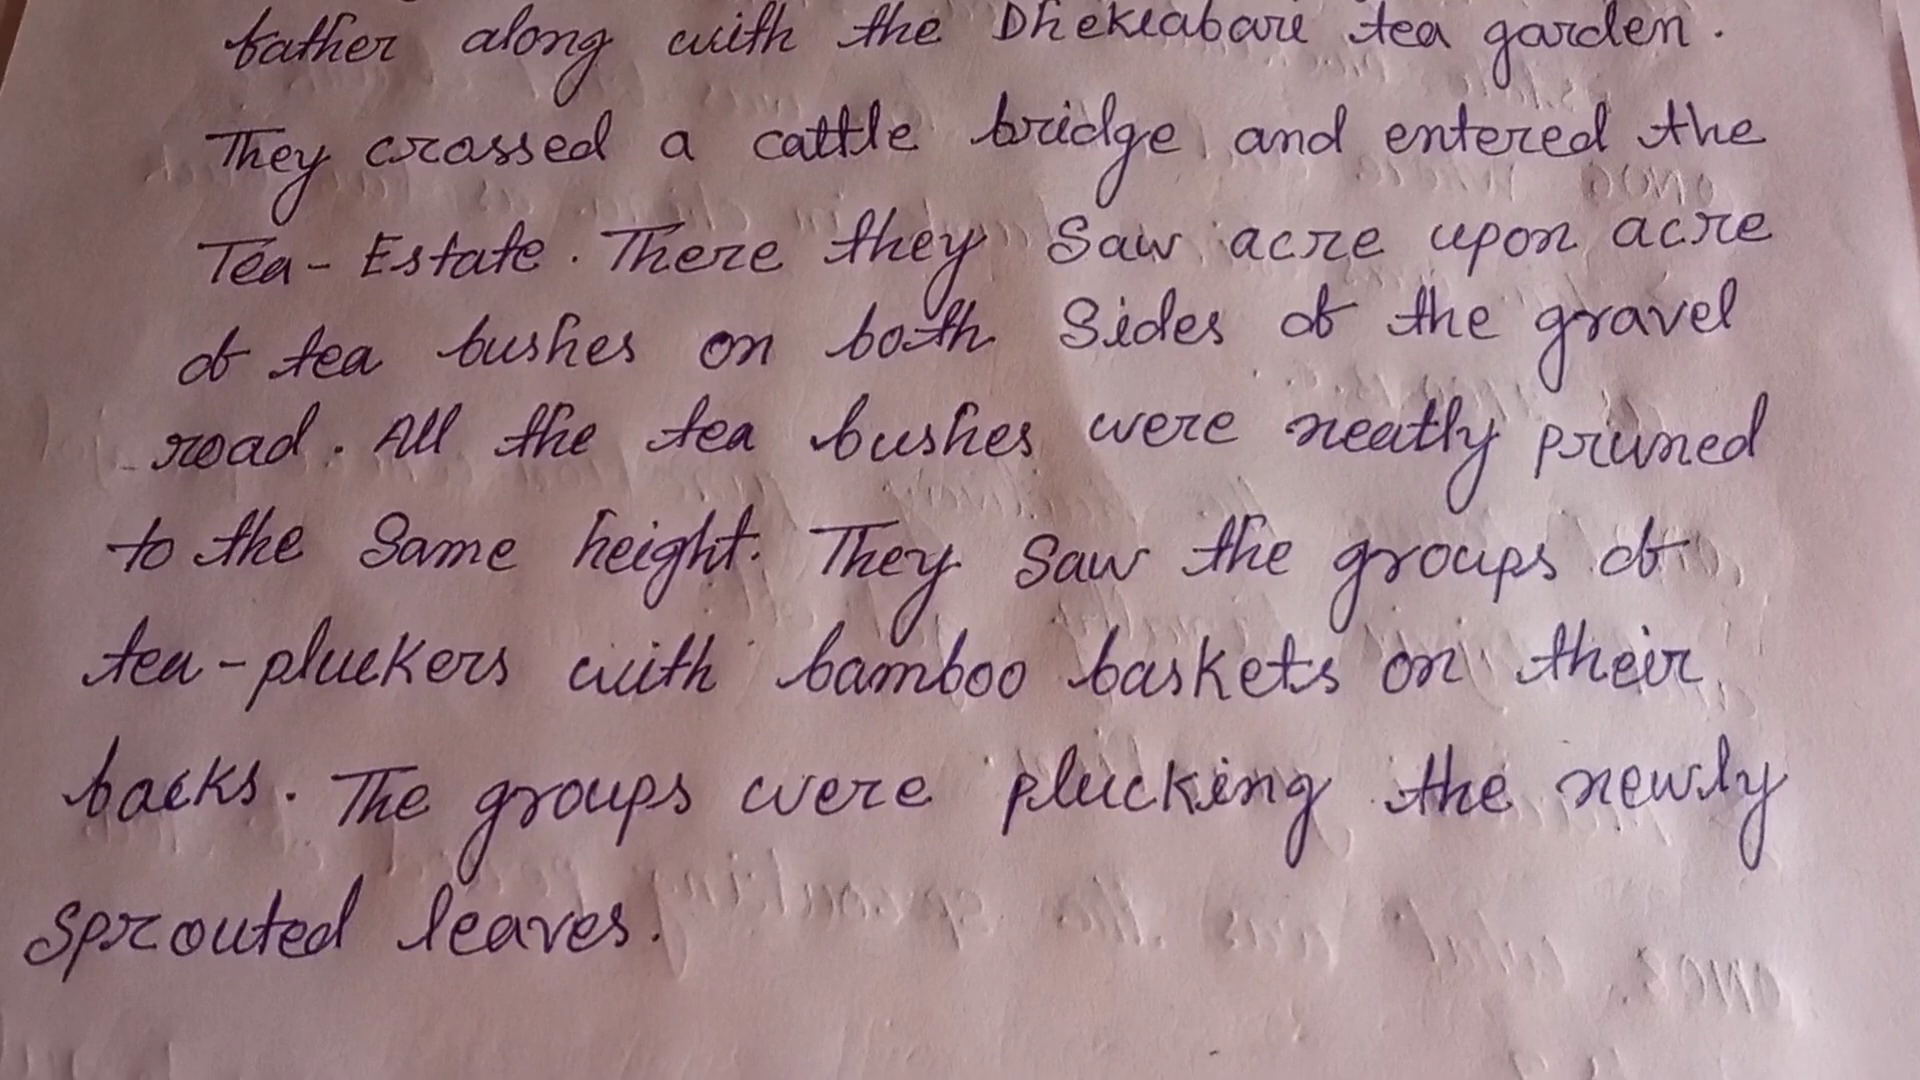 father along with the Dhekiabari tea garden.
They crossed a cattle bridge and entered the
Tea-Estate. There they Saw acre upon acre
of tea bushes on both Sides of the gravel
road. All the tea bushes were neatly pruned
to the Same height. They Saw the groups of
tea-pluckers with bamboo baskets on their
backs. The groups were plucking the newly
Sprouted leaves.